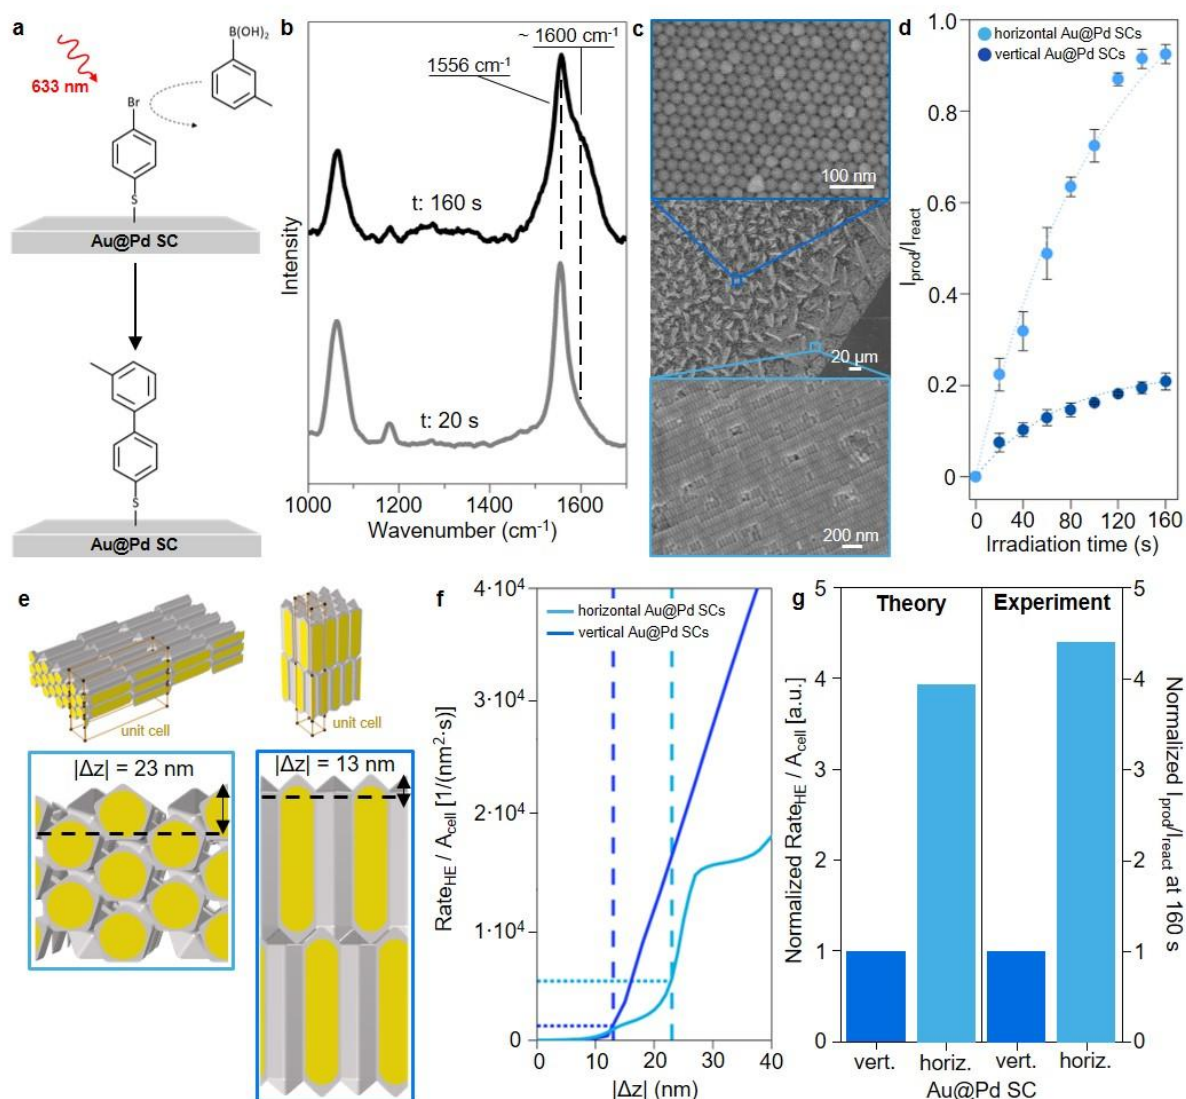 a
633 nm
B(OH)2
Br
S
Au@Pd SC
S
Au@Pd SC
b
~ 1600 cm-1
1556 cm-1
t: 160 s
t: 20 s
Intensity
1000 1200 1400 1600
Wavenumber (cm-1)
c
100 nm
20 µm
200 nm
d
horizontal Au@Pd SCs
vertical Au@Pd SCs
1.0
0.8
0.6
0.4
0.2
0
Iprod/Ireact
0 40 80 120 160
Irradiation time (s)
e
unit cell
unit cell
|Δz| = 23 nm
|Δz| = 13 nm
f
horizontal Au@Pd SCs
vertical Au@Pd SCs
4·10⁴
3·10⁴
2·10⁴
1·10⁴
0
RateHE / Acell [1/(nm²·s)]
0 20 40
|Δz| (nm)
g
Theory
Experiment
5
4
3
2
1
0
Normalized RateHE / Acell [a.u.]
5
4
3
2
1
0
Normalized Iprod/Ireact at 160 s
vert. horiz. vert. horiz.
Au@Pd SC